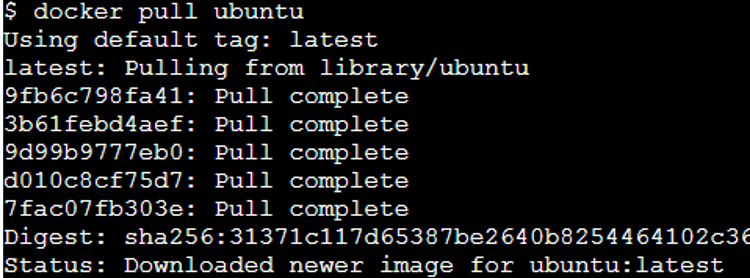 $ docker pull ubuntu
Using default tag: latest
latest: Pulling from library/ubuntu
9fb6c798fa41: Pull complete
3b61febd4aef: Pull complete
9d99b9777eb0: Pull complete
d010c8cf75d7: Pull complete
7fac07fb303e: Pull complete
Digest: sha256:31371c117d65387be2640b8254464102c36
Status: Downloaded newer image for ubuntu:latest